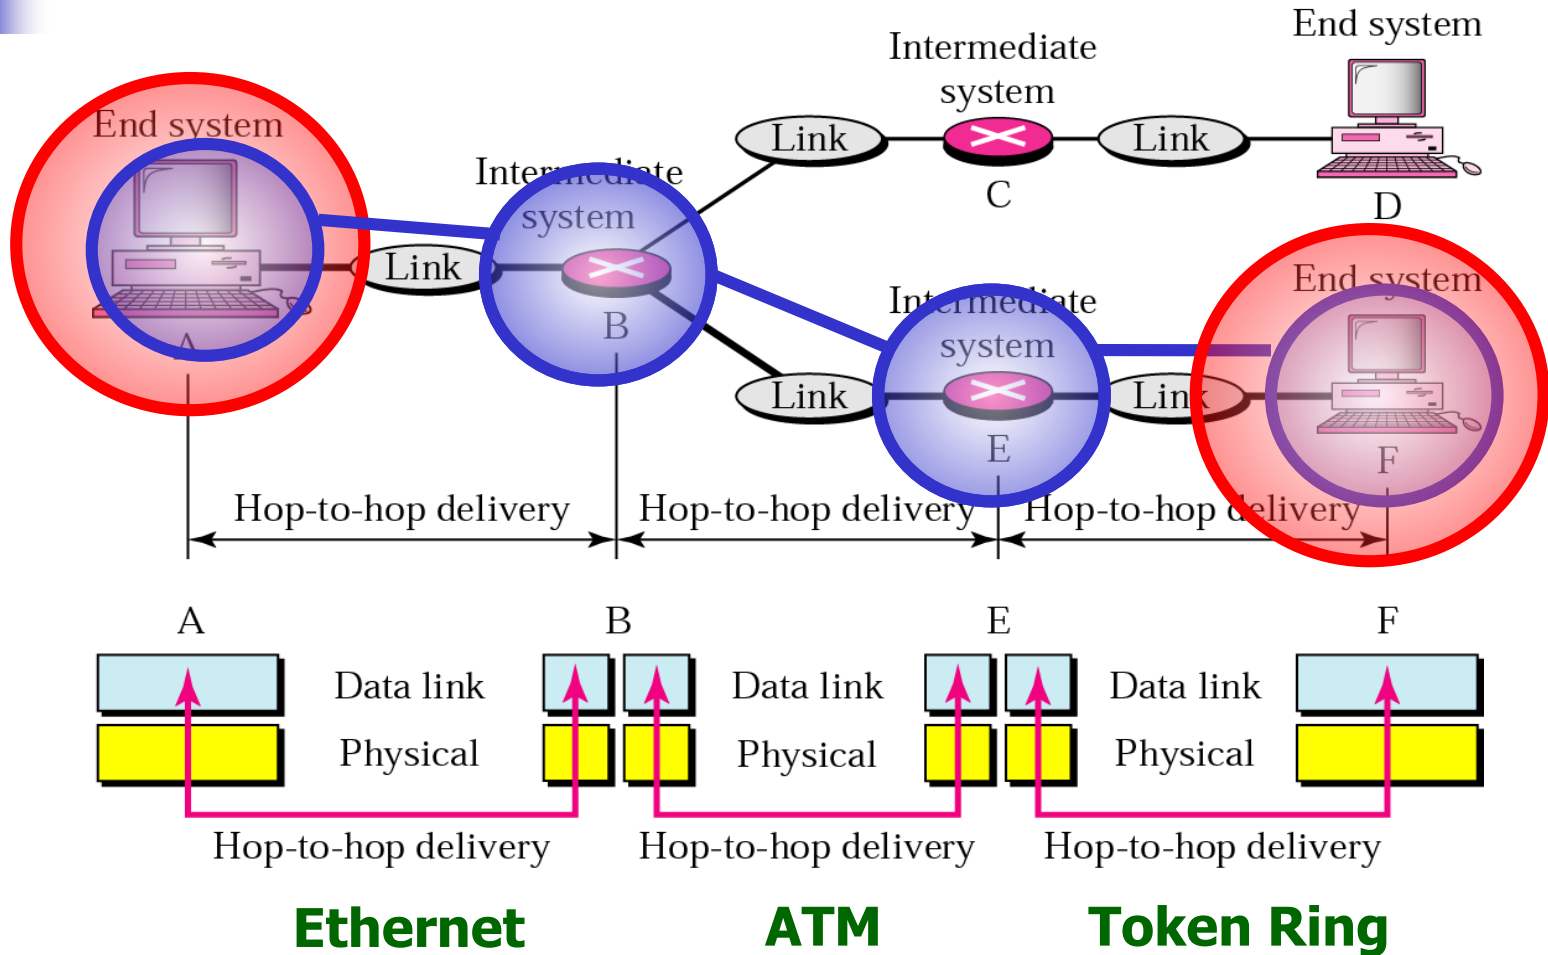 End system
Intermediate
system
Link
Link
C
D
End system
Intermediate
system
Link
A
B
Intermediate
system
Link
Link
E
End system
F
Hop-to-hop delivery
Hop-to-hop delivery
Hop-to-hop delivery
A
B
E
F
Data link
Data link
Data link
Physical
Physical
Physical
Hop-to-hop delivery
Hop-to-hop delivery
Hop-to-hop delivery
Ethernet
ATM
Token Ring